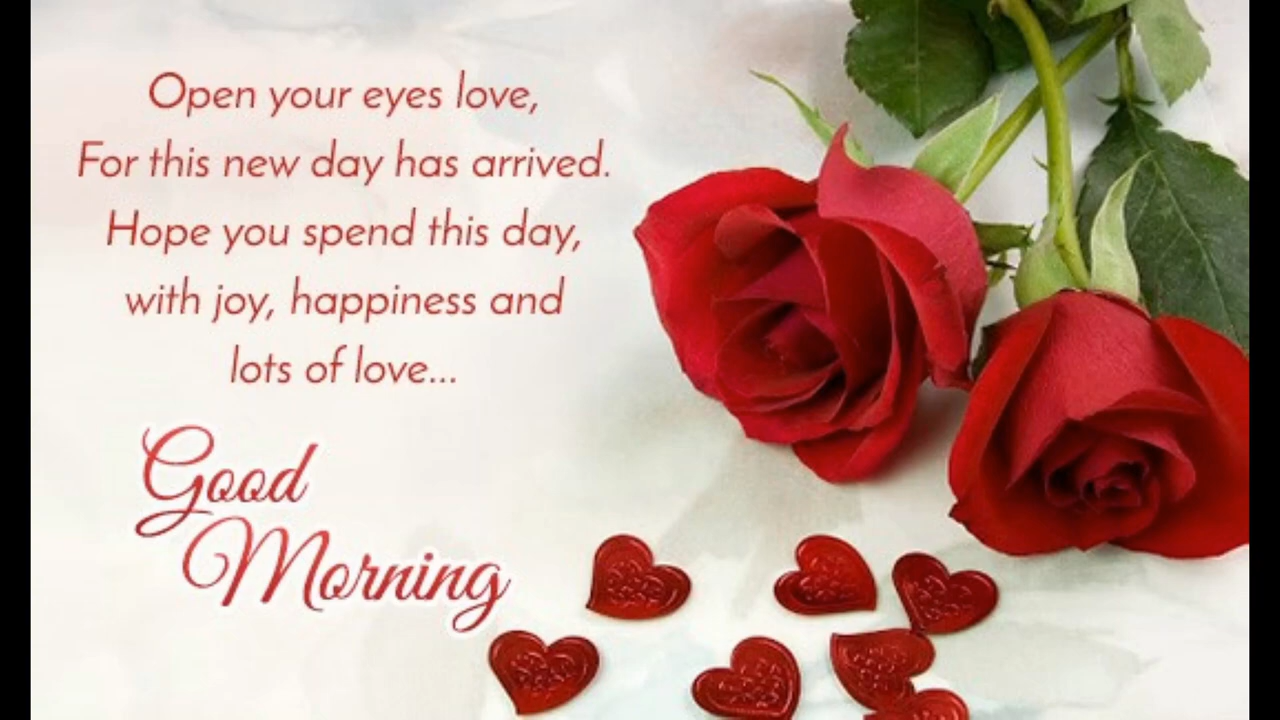 Open your eyes love,
For this new day has arrived.
Hope you spend this day,
with joy, happiness and
lots of love...
Good
Morning